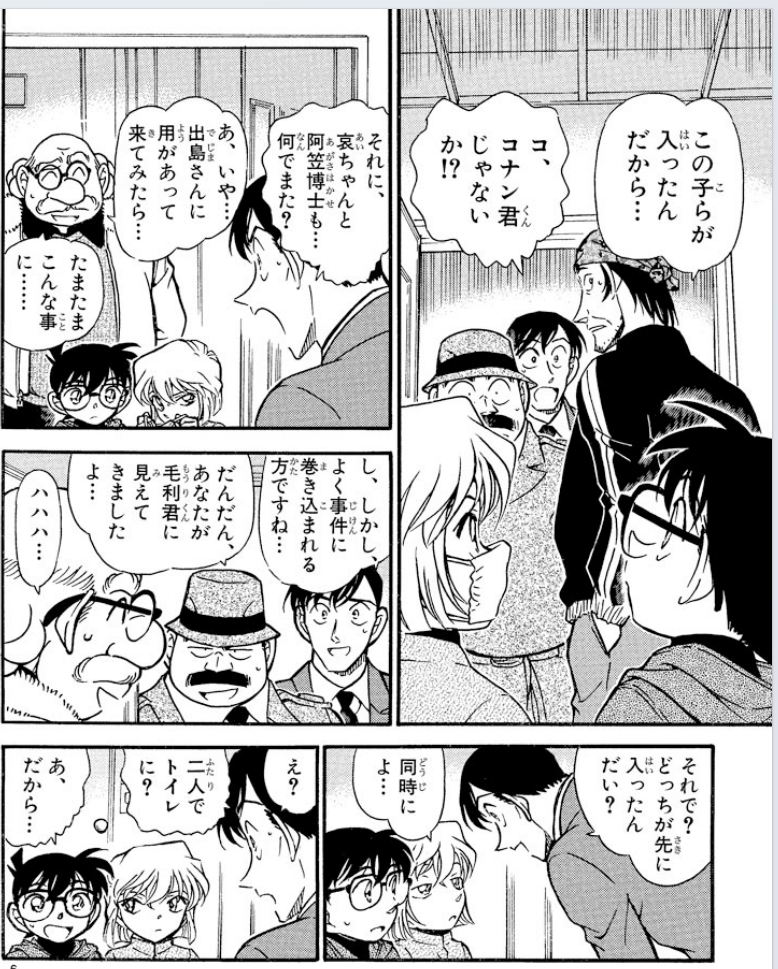 この子らが
入ったん
だから…
コ、
コナン君
じゃない
か!?
それに、
哀ちゃんと
阿笠博士も…
何でまた?
あ、いや…
出島さんに
用があって
来てみたら…
たまたま
こんな事
に……
し、しかし、
よく事件に
巻き込まれる
方ですね…
だんだん、
あなたが
毛利君に
見えて
きました
よ…
ハハハ…
それで?
どっちが先に
入ったん
だい?
同時に
よ…
え?
二人で
トイレ
に?
あ、
だから…
6